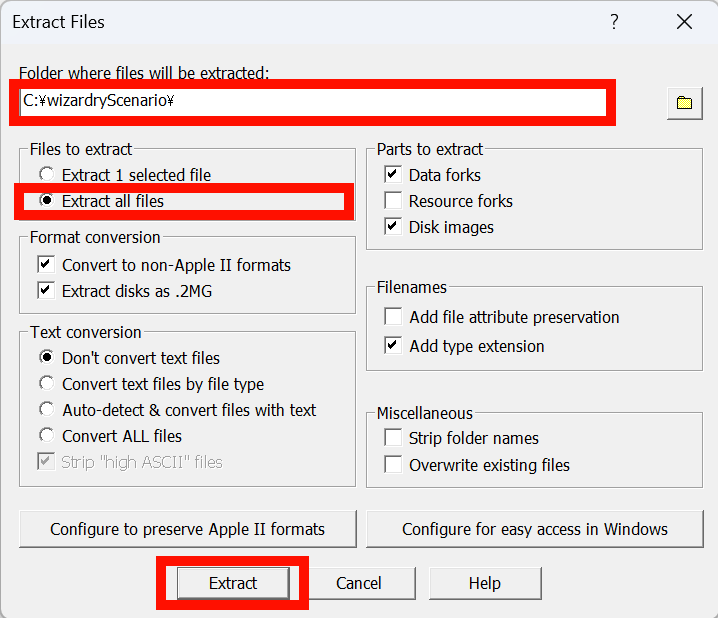 Extract Files
Folder where files will be extracted:
C:¥wizardryScenario¥
Files to extract
Extract 1 selected file
Extract all files
Format conversion
Convert to non-Apple II formats
Extract disks as .2MG
Text conversion
Don't convert text files
Convert text files by file type
Auto-detect & convert files with text
Convert ALL files
Strip "high ASCII" files
Parts to extract
Data forks
Resource forks
Disk images
Filenames
Add file attribute preservation
Add type extension
Miscellaneous
Strip folder names
Overwrite existing files
Configure to preserve Apple II formats
Configure for easy access in Windows
Extract
Cancel
Help